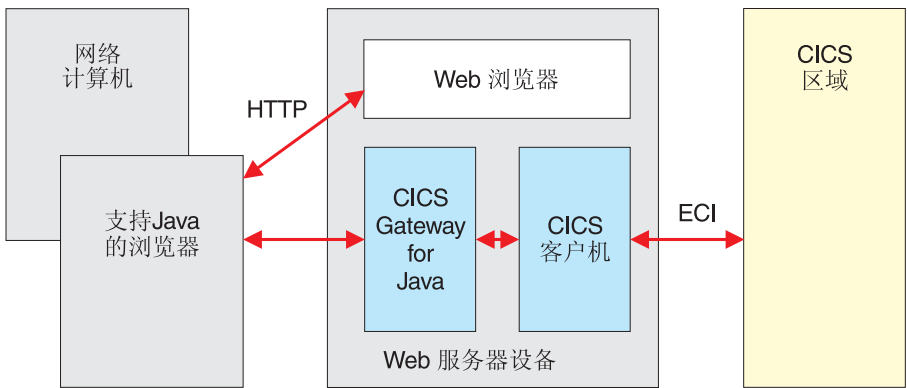 网络
计算机
HTTP
支持Java
的浏览器
Web 浏览器
CICS
Gateway
for
Java
CICS
客户机
Web 服务器设备
ECI
CICS
区域